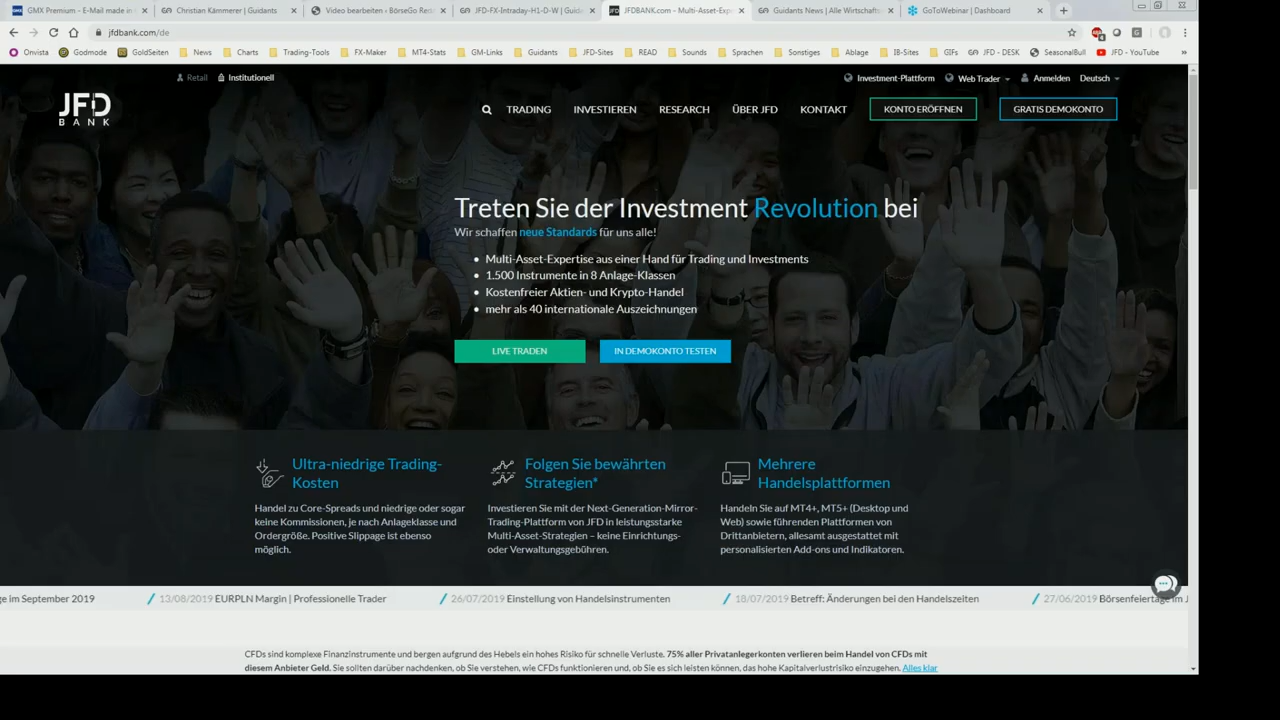 GMX Premium - E-Mail made in
Christian Kämmerer | Guidants
Video bearbeiten ‹ BörseGo Red
JFD-FX-Intraday-H1-D-W | Guida
JFDBANK.com - Multi-Asset-Exp
Guidants News | Alle Wirtschafts
GoToWebinar | Dashboard
jfdbank.com/de
Onvista
Godmode
GoldSeiten
News
Charts
Trading-Tools
FX-Maker
MT4-Stats
GM-Links
Guidants
JFD-Sites
READ
Sounds
Sprachen
Sonstiges
Ablage
IB-Sites
GIFs
JFD - DESK
SeasonalBull
JFD - YouTube
Retail
Institutionell
Investment-Plattform
Web Trader
Anmelden
Deutsch
JFD
BANK
TRADING
INVESTIEREN
RESEARCH
ÜBER JFD
KONTAKT
KONTO ERÖFFNEN
GRATIS DEMOKONTO
Treten Sie der Investment Revolution bei
Wir schaffen neue Standards für uns alle!
• Multi-Asset-Expertise aus einer Hand für Trading und Investments
• 1.500 Instrumente in 8 Anlage-Klassen
• Kostenfreier Aktien- und Krypto-Handel
• mehr als 40 internationale Auszeichnungen
LIVE TRADEN
IN DEMOKONTO TESTEN
Ultra-niedrige Trading-
Kosten
Handel zu Core-Spreads und niedrige oder sogar
keine Kommissionen, je nach Anlageklasse und
Ordergröße. Positive Slippage ist ebenso
möglich.
Folgen Sie bewährten
Strategien*
Investieren Sie mit der Next-Generation-Mirror-
Trading-Plattform von JFD in leistungsstarke
Multi-Asset-Strategien – keine Einrichtungs-
oder Verwaltungsgebühren.
Mehrere
Handelsplattformen
Handeln Sie auf MT4+, MT5+ (Desktop und
Web) sowie führenden Plattformen von
Drittanbietern, allesamt ausgestattet mit
personalisierten Add-ons und Indikatoren.
ge im September 2019
13/08/2019 EURPLN Margin | Professionelle Trader
26/07/2019 Einstellung von Handelsinstrumenten
18/07/2019 Betreff: Änderungen bei den Handelszeiten
27/06/2019 Börsenfeiertage im J
CFDs sind komplexe Finanzinstrumente und bergen aufgrund des Hebels ein hohes Risiko für schnelle Verluste. 75% aller Privatanlegerkonten verlieren beim Handel von CFDs mit
diesem Anbieter Geld. Sie sollten darüber nachdenken, ob Sie verstehen, wie CFDs funktionieren und, ob Sie es sich leisten können, das hohe Kapitalverlustrisiko einzugehen. Alles klar